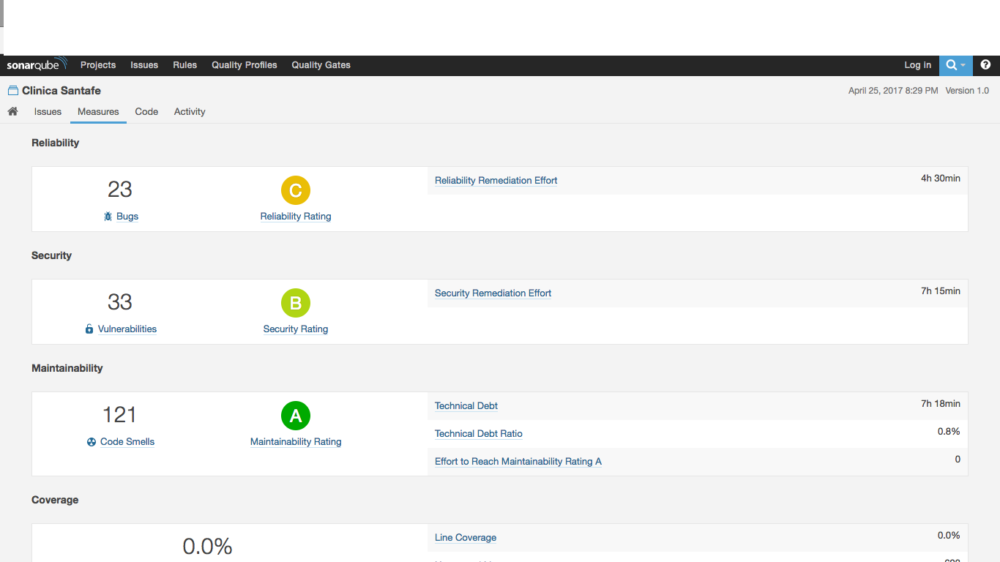 sonarqube Projects Issues Rules Quality Profiles Quality Gates Log in
Clinica Santafe April 25, 2017 8:29 PM Version 1.0
Issues Measures Code Activity
Reliability
23
Bugs
C
Reliability Rating
Reliability Remediation Effort 4h 30min
Security
33
Vulnerabilities
B
Security Rating
Security Remediation Effort 7h 15min
Maintainability
121
Code Smells
A
Maintainability Rating
Technical Debt 7h 18min
Technical Debt Ratio 0.8%
Effort to Reach Maintainability Rating A 0
Coverage
0.0%
Line Coverage 0.0%